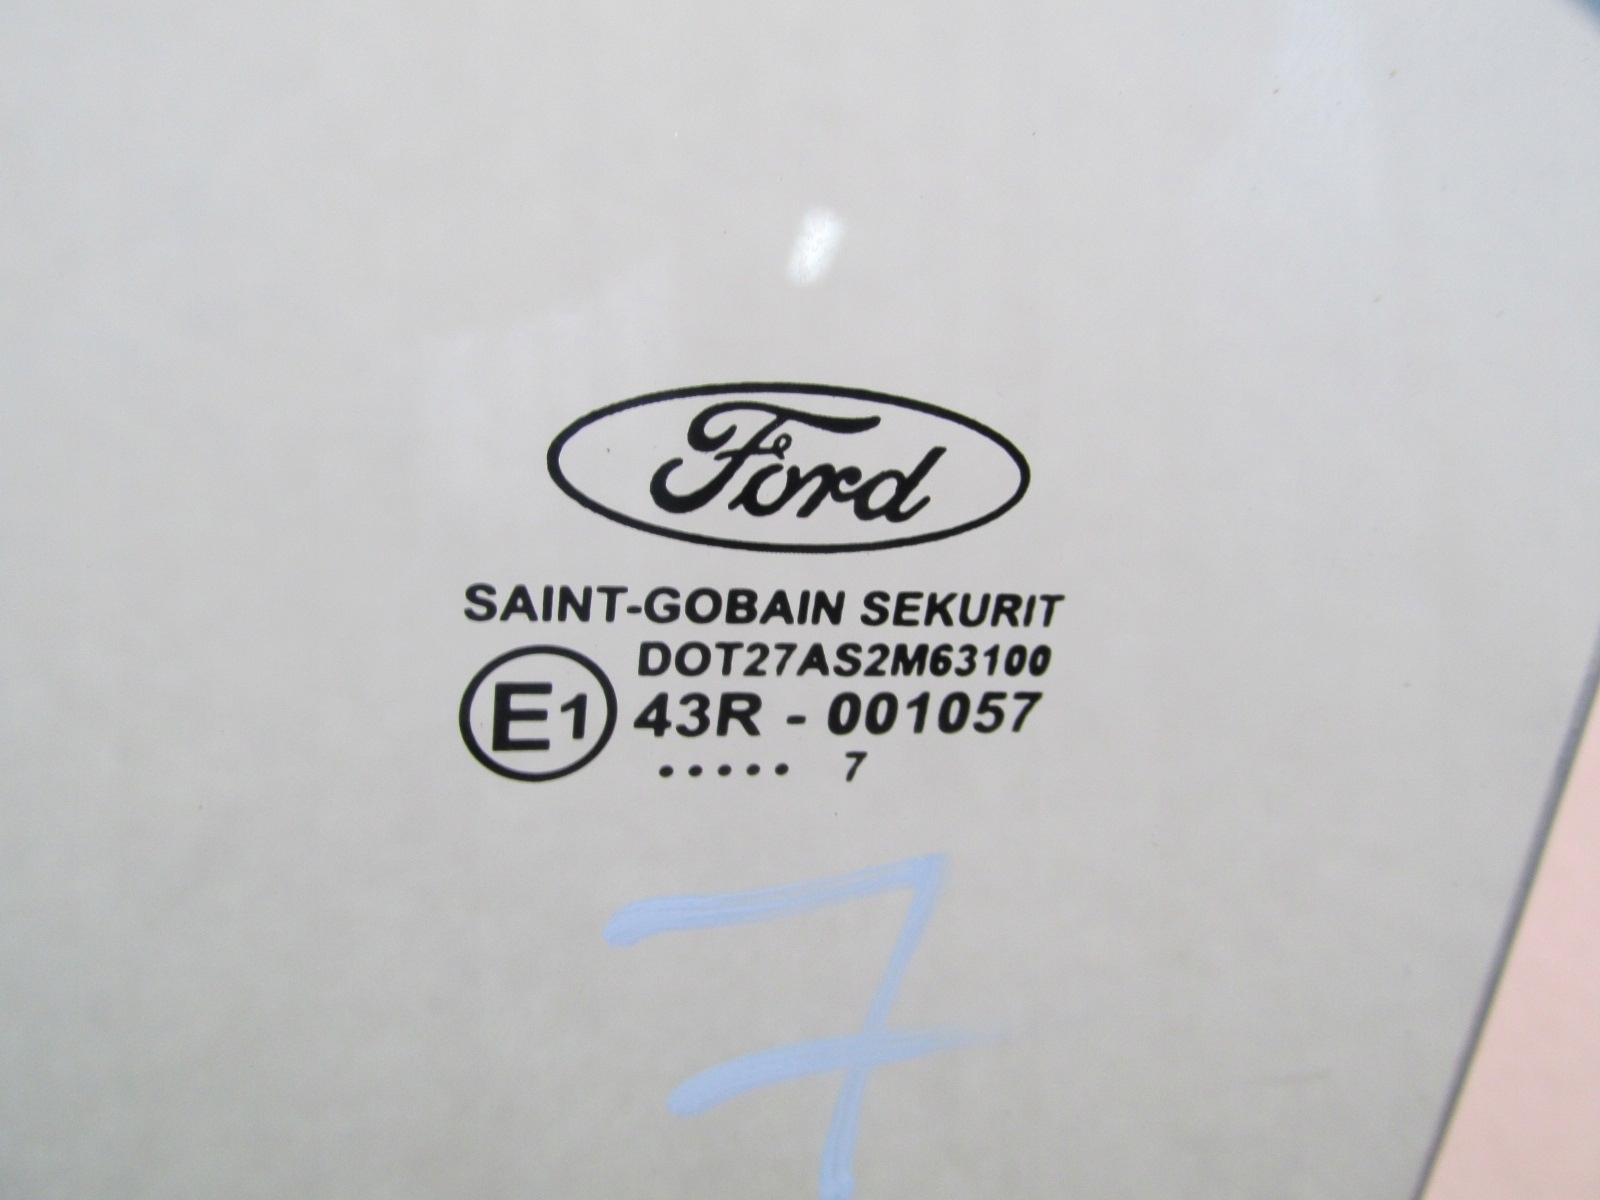 Ford
SAINT-GOBAIN SEKURIT
DOT27AS2M63100
E1 43R - 001057
..... 7
7